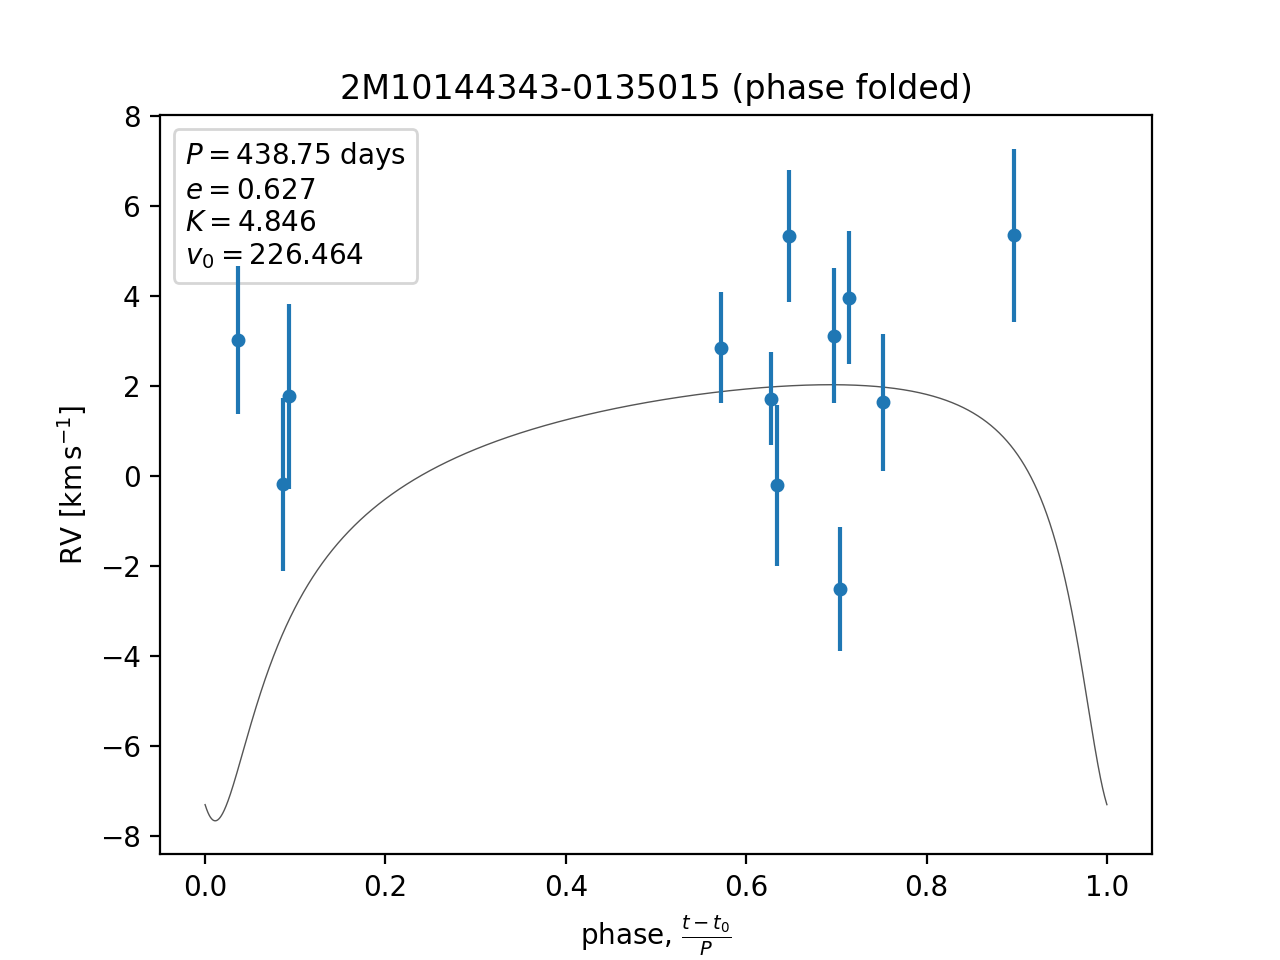 2M10144343-0135015 (phase folded)
P = 438.75 days
e = 0.627
K = 4.846
v₀ = 226.464
8
6
4
2
0
−2
−4
−6
−8
RV [km s⁻¹]
0.0 0.2 0.4 0.6 0.8 1.0
phase, (t − t₀)/P